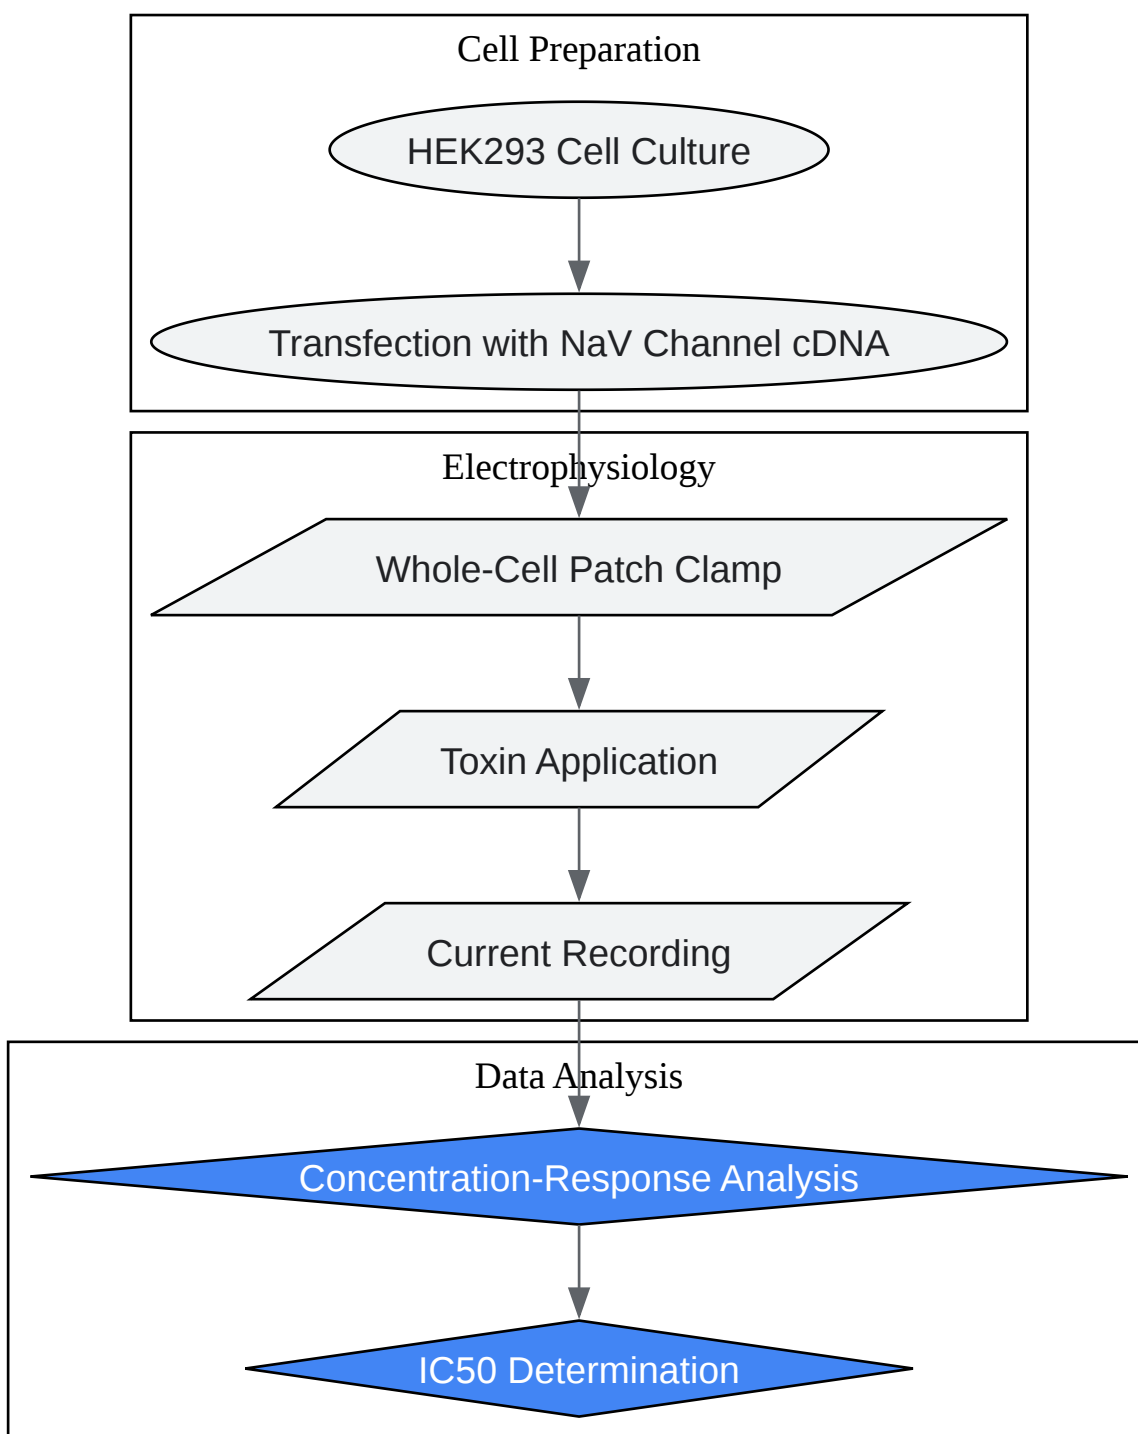 Cell Preparation
HEK293 Cell Culture
Transfection with NaV Channel cDNA
Electrophysiology
Whole-Cell Patch Clamp
Toxin Application
Current Recording
Data Analysis
Concentration-Response Analysis
IC50 Determination